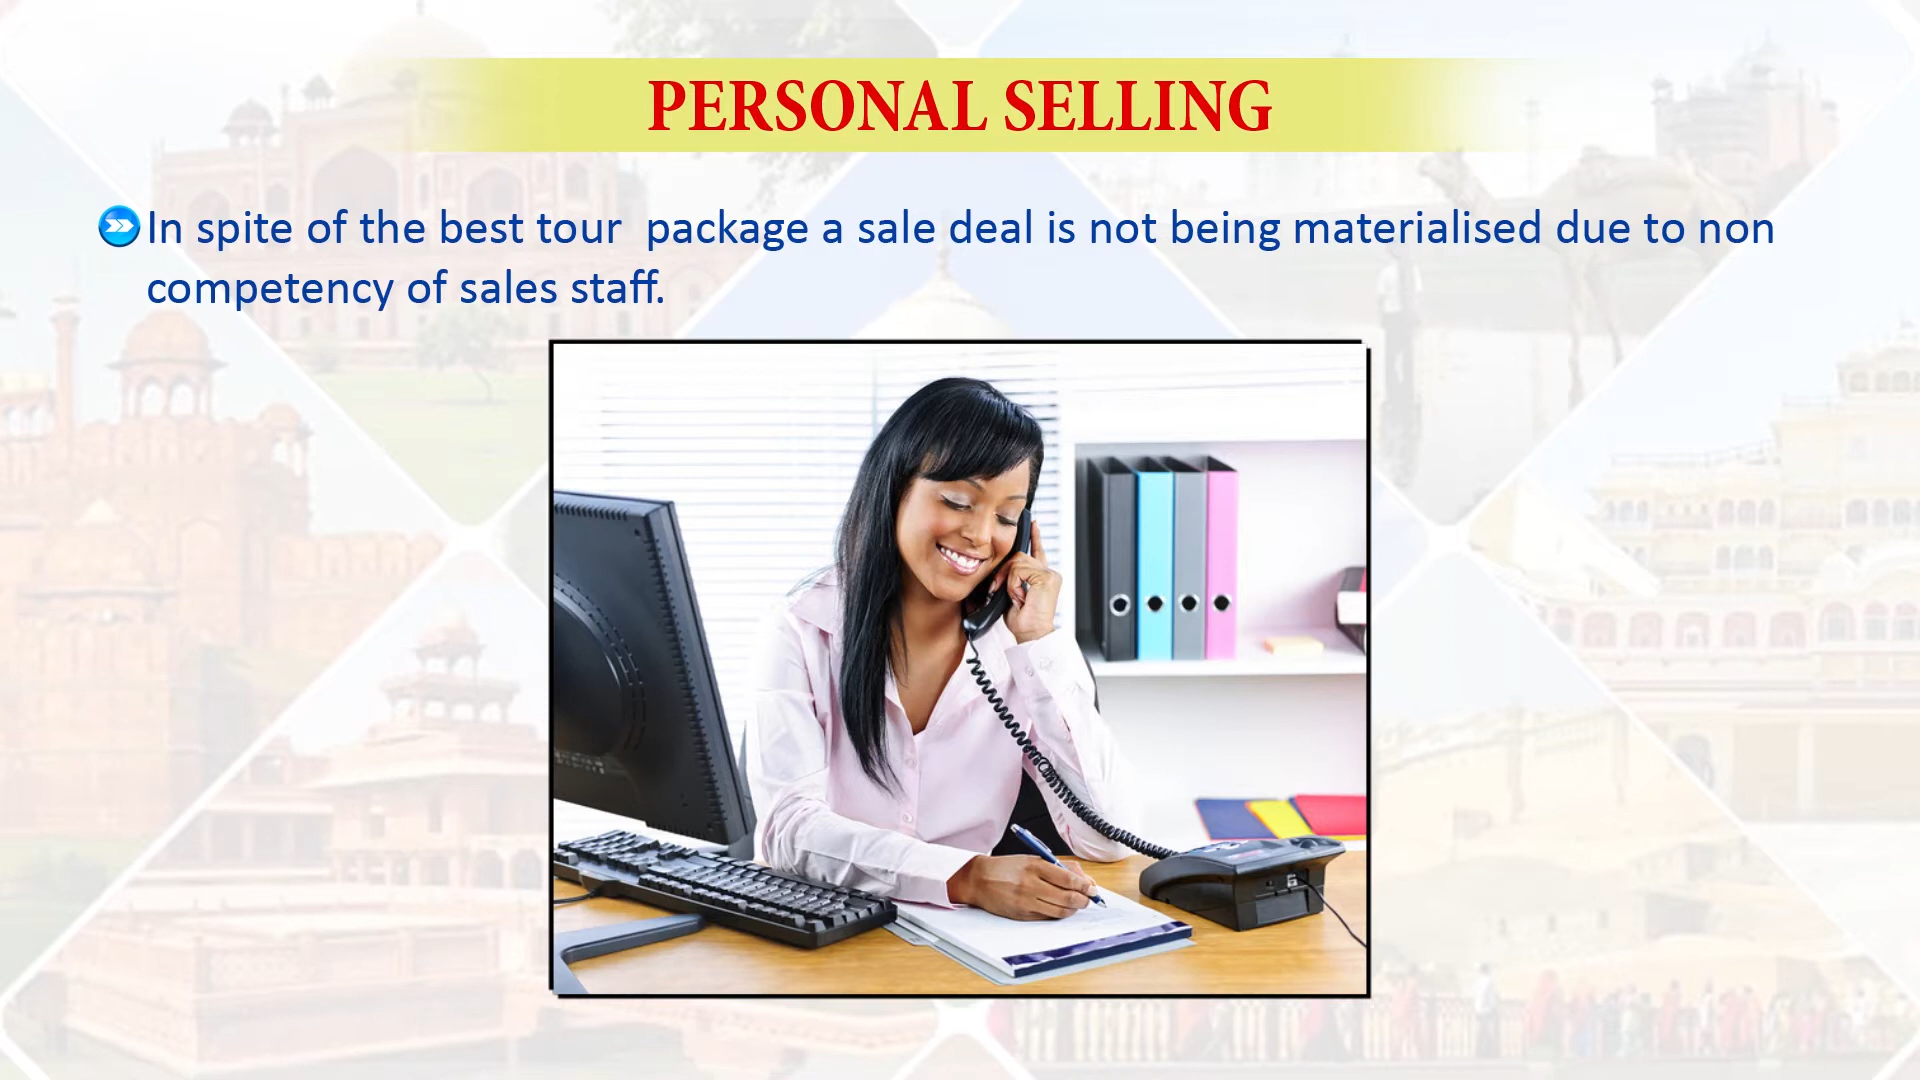 PERSONAL SELLING
In spite of the best tour  package a sale deal is not being materialised due to non
competency of sales staff.